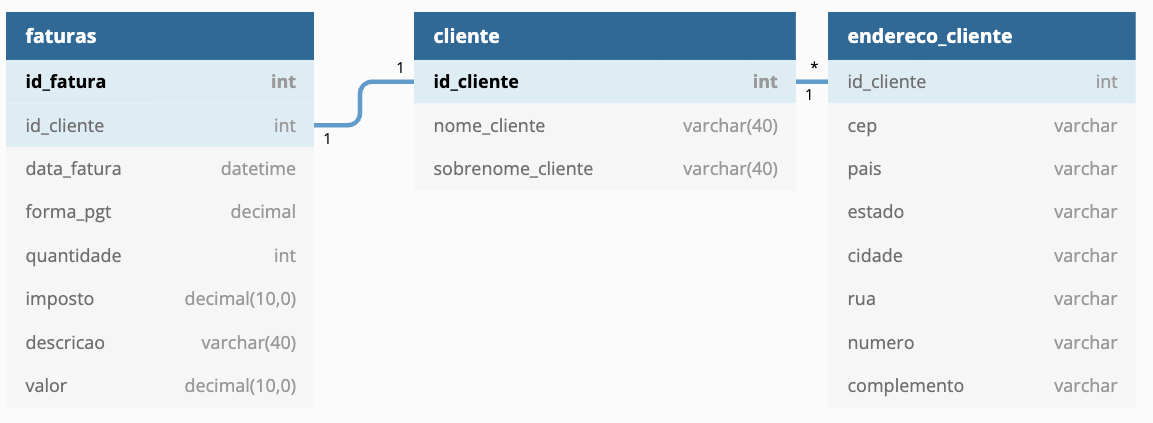 faturas
id_fatura int
id_cliente int
data_fatura datetime
forma_pgt decimal
quantidade int
imposto decimal(10,0)
descricao varchar(40)
valor decimal(10,0)
1
1
cliente
id_cliente int
nome_cliente varchar(40)
sobrenome_cliente varchar(40)
*
1
endereco_cliente
id_cliente int
cep varchar
pais varchar
estado varchar
cidade varchar
rua varchar
numero varchar
complemento varchar